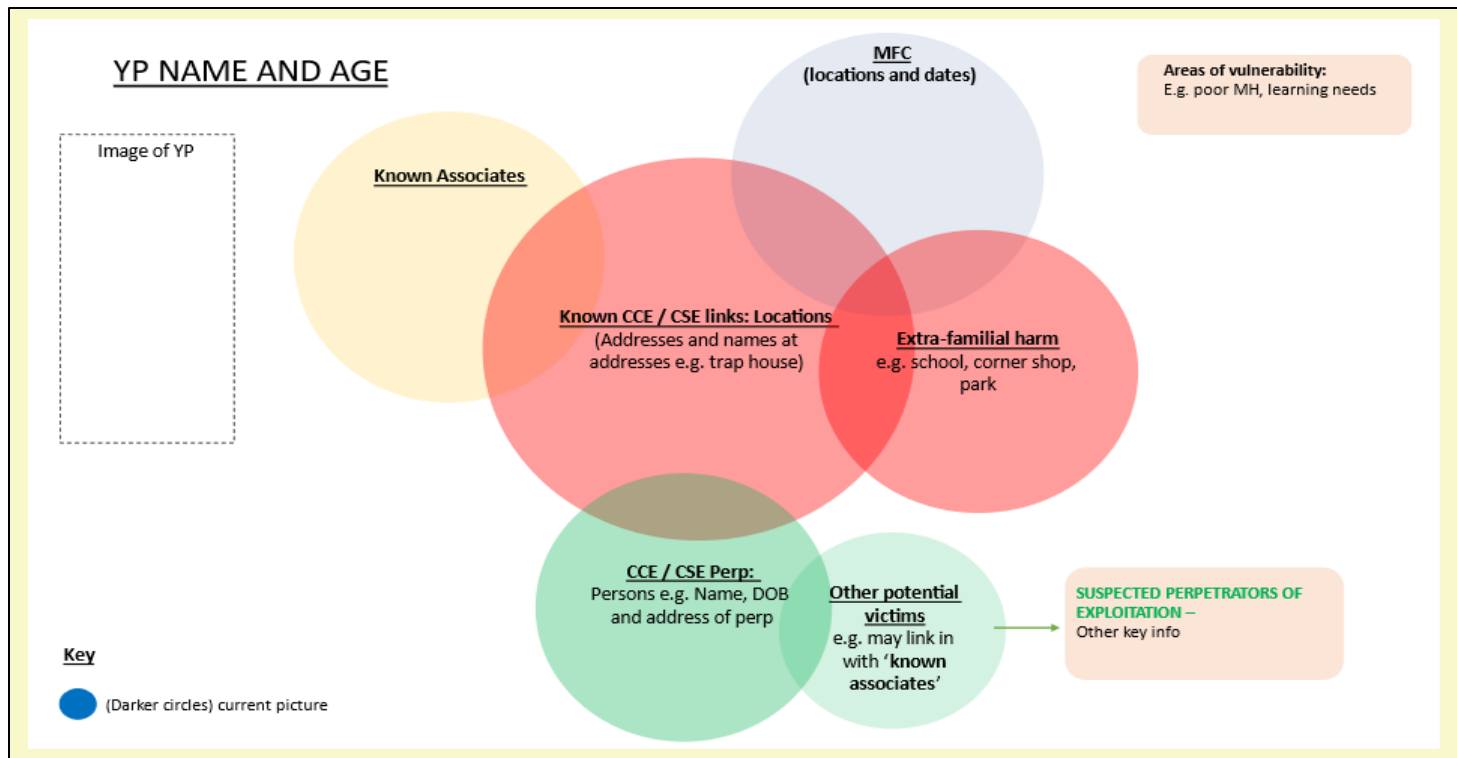 YP NAME AND AGE
Image of YP
Known Associates
MFC
(locations and dates)
Areas of vulnerability:
E.g. poor MH, learning needs
Known CCE / CSE links: Locations
(Addresses and names at
addresses e.g. trap house)
Extra-familial harm
e.g. school, corner shop,
park
CCE / CSE Perp:
Persons e.g. Name, DOB
and address of perp
Other potential
victims
e.g. may link in
with ‘known
associates’
SUSPECTED PERPETRATORS OF
EXPLOITATION –
Other key info
Key
(Darker circles) current picture